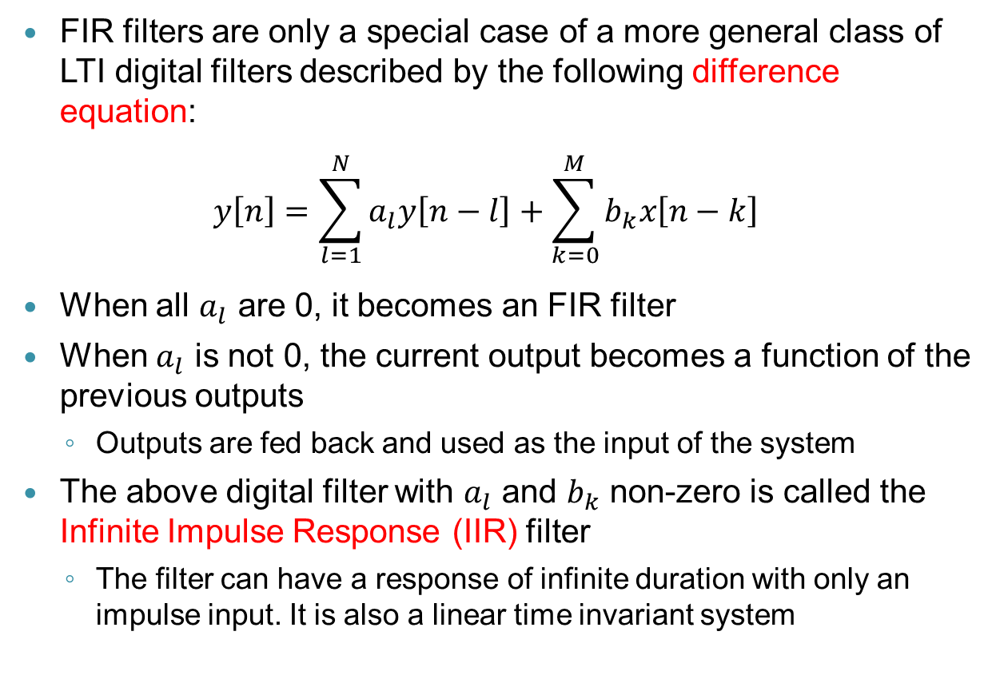 • FIR filters are only a special case of a more general class of
LTI digital filters described by the following difference
equation:
y[n] = ∑_{l=1}^{N} a_l y[n − l] + ∑_{k=0}^{M} b_k x[n − k]
• When all a_l are 0, it becomes an FIR filter
• When a_l is not 0, the current output becomes a function of the
previous outputs
◦ Outputs are fed back and used as the input of the system
• The above digital filter with a_l and b_k non-zero is called the
Infinite Impulse Response (IIR) filter
◦ The filter can have a response of infinite duration with only an
impulse input. It is also a linear time invariant system